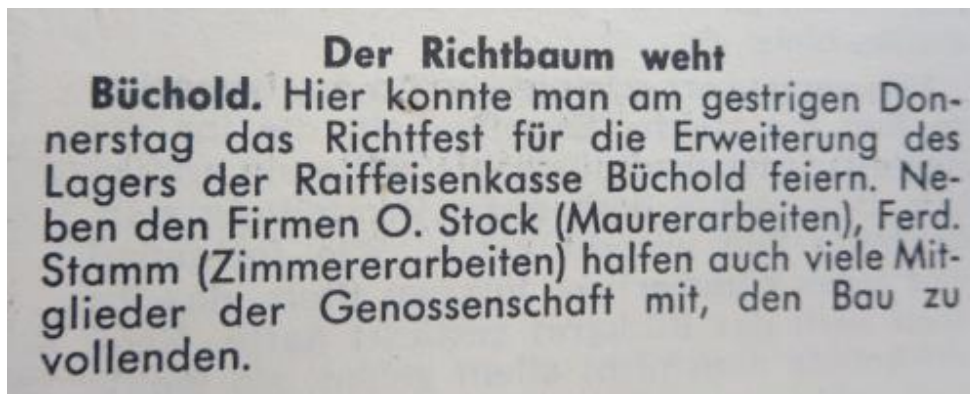 Der Richtbaum weht
Büchold. Hier konnte man am gestrigen Don-
nerstag das Richtfest für die Erweiterung des
Lagers der Raiffeisenkasse Büchold feiern. Ne-
ben den Firmen O. Stock (Maurerarbeiten), Ferd.
Stamm (Zimmererarbeiten) halfen auch viele Mit-
glieder der Genossenschaft mit, den Bau zu
vollenden.